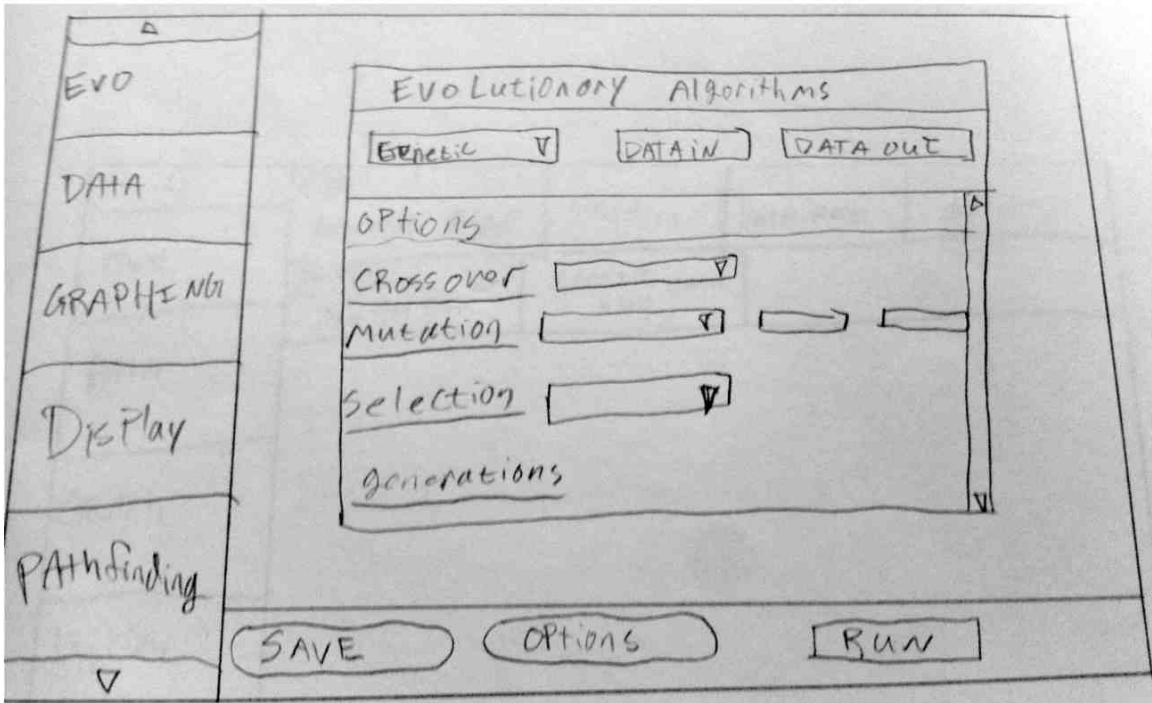 EVO
DATA
GRAPHING
Display
PAthfinding
EvoLutionary Algorithms
Genetic
DATA iN
DATA OUT
OPtions
CRossover
Mutation
Selection
generations
SAVE
OPtions
RUN